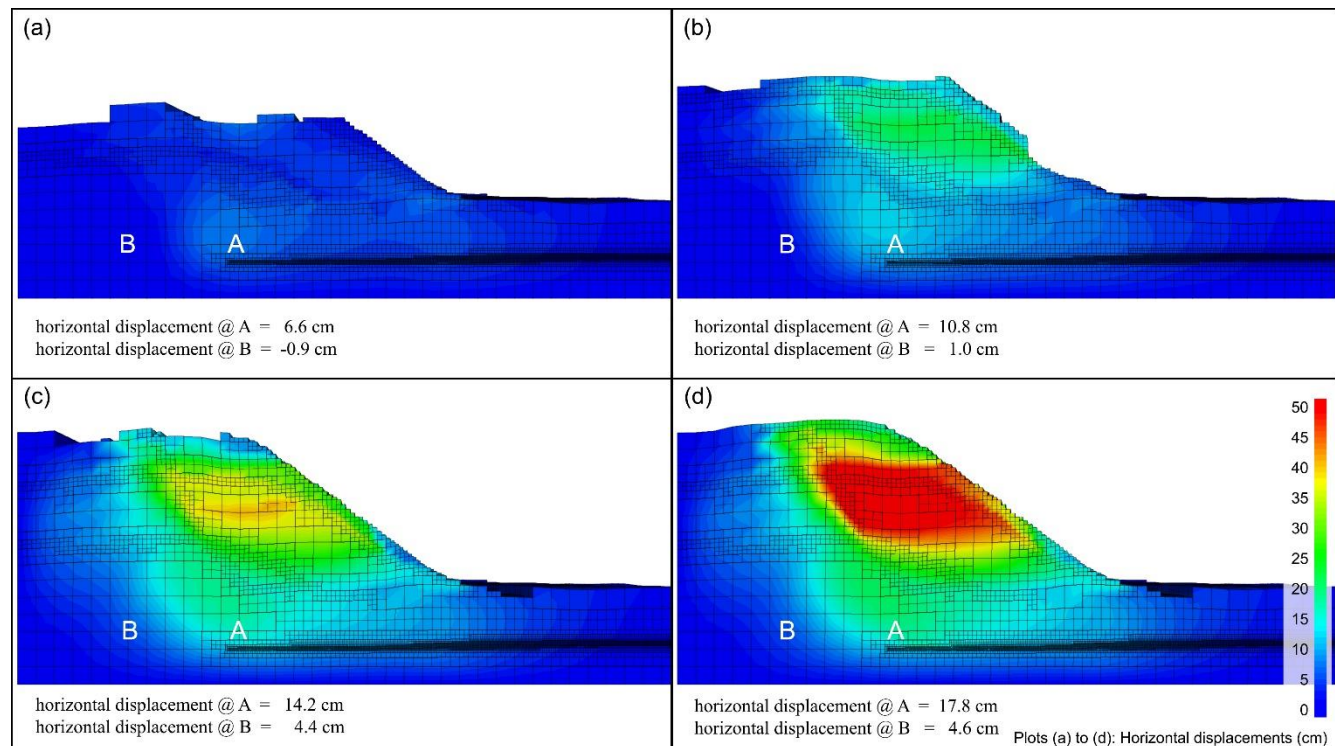 (a)
B
A
horizontal displacement @ A = 6.6 cm
horizontal displacement @ B = -0.9 cm
(b)
B
A
horizontal displacement @ A = 10.8 cm
horizontal displacement @ B = 1.0 cm
(c)
B
A
horizontal displacement @ A = 14.2 cm
horizontal displacement @ B = 4.4 cm
(d)
B
A
50
45
40
35
30
25
20
15
10
5
0
horizontal displacement @ A = 17.8 cm
horizontal displacement @ B = 4.6 cm
Plots (a) to (d): Horizontal displacements (cm)